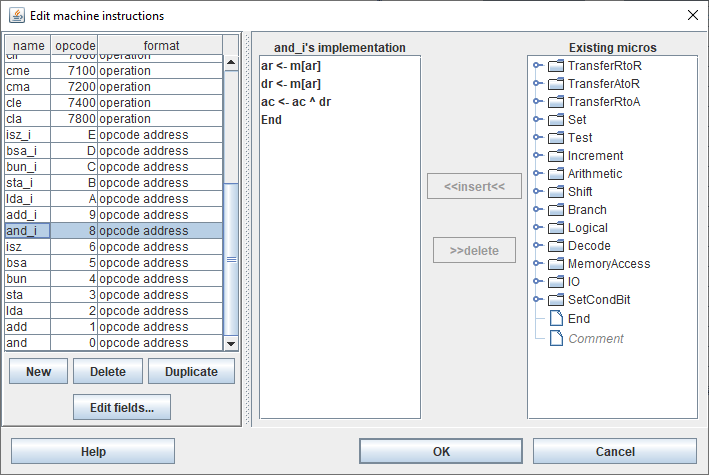 Edit machine instructions
name opcode format
7080 operation
cme 7100 operation
cma 7200 operation
cle 7400 operation
cla 7800 operation
isz_i E opcode address
bsa_i D opcode address
bun_i C opcode address
sta_i B opcode address
lda_i A opcode address
add_i 9 opcode address
and_i 8 opcode address
isz 6 opcode address
bsa 5 opcode address
bun 4 opcode address
sta 3 opcode address
lda 2 opcode address
add 1 opcode address
and 0 opcode address
New Delete Duplicate
Edit fields...
and_i's implementation
ar <- m[ar]
dr <- m[ar]
ac <- ac ^ dr
End
<<insert<<
>>delete
Existing micros
TransferRtoR
TransferAtoR
TransferRtoA
Set
Test
Increment
Arithmetic
Shift
Branch
Logical
Decode
MemoryAccess
IO
SetCondBit
End
Comment
Help OK Cancel